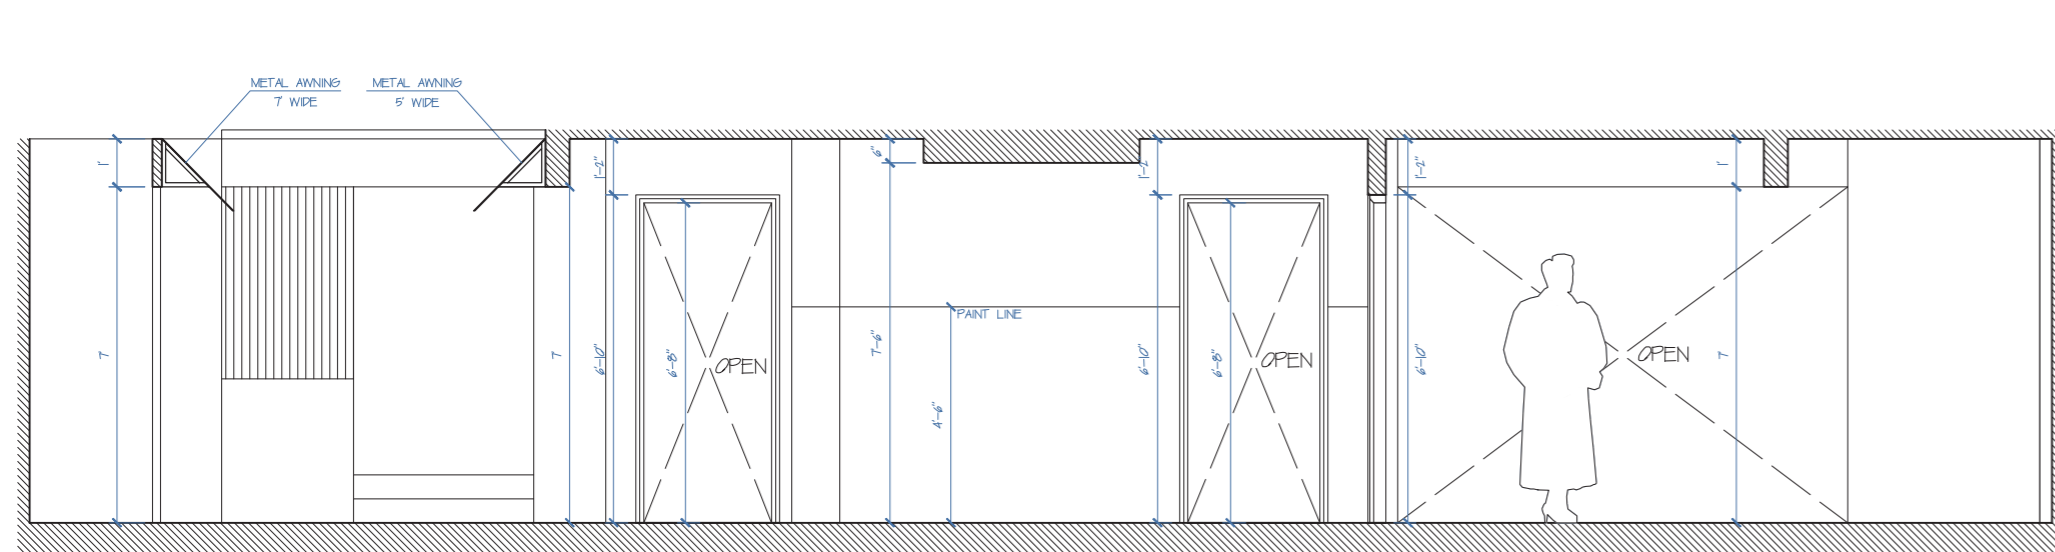 METAL AWNING
7' WIDE
METAL AWNING
5' WIDE
1'
1'-2"
6"
1'-2
1'-2"
1'
PAINT LINE
7
7
6'-10"
6'-8"
OPEN
7'-6"
4'-6"
6'-10"
6'-8"
OPEN
6'-10"
OPEN
7